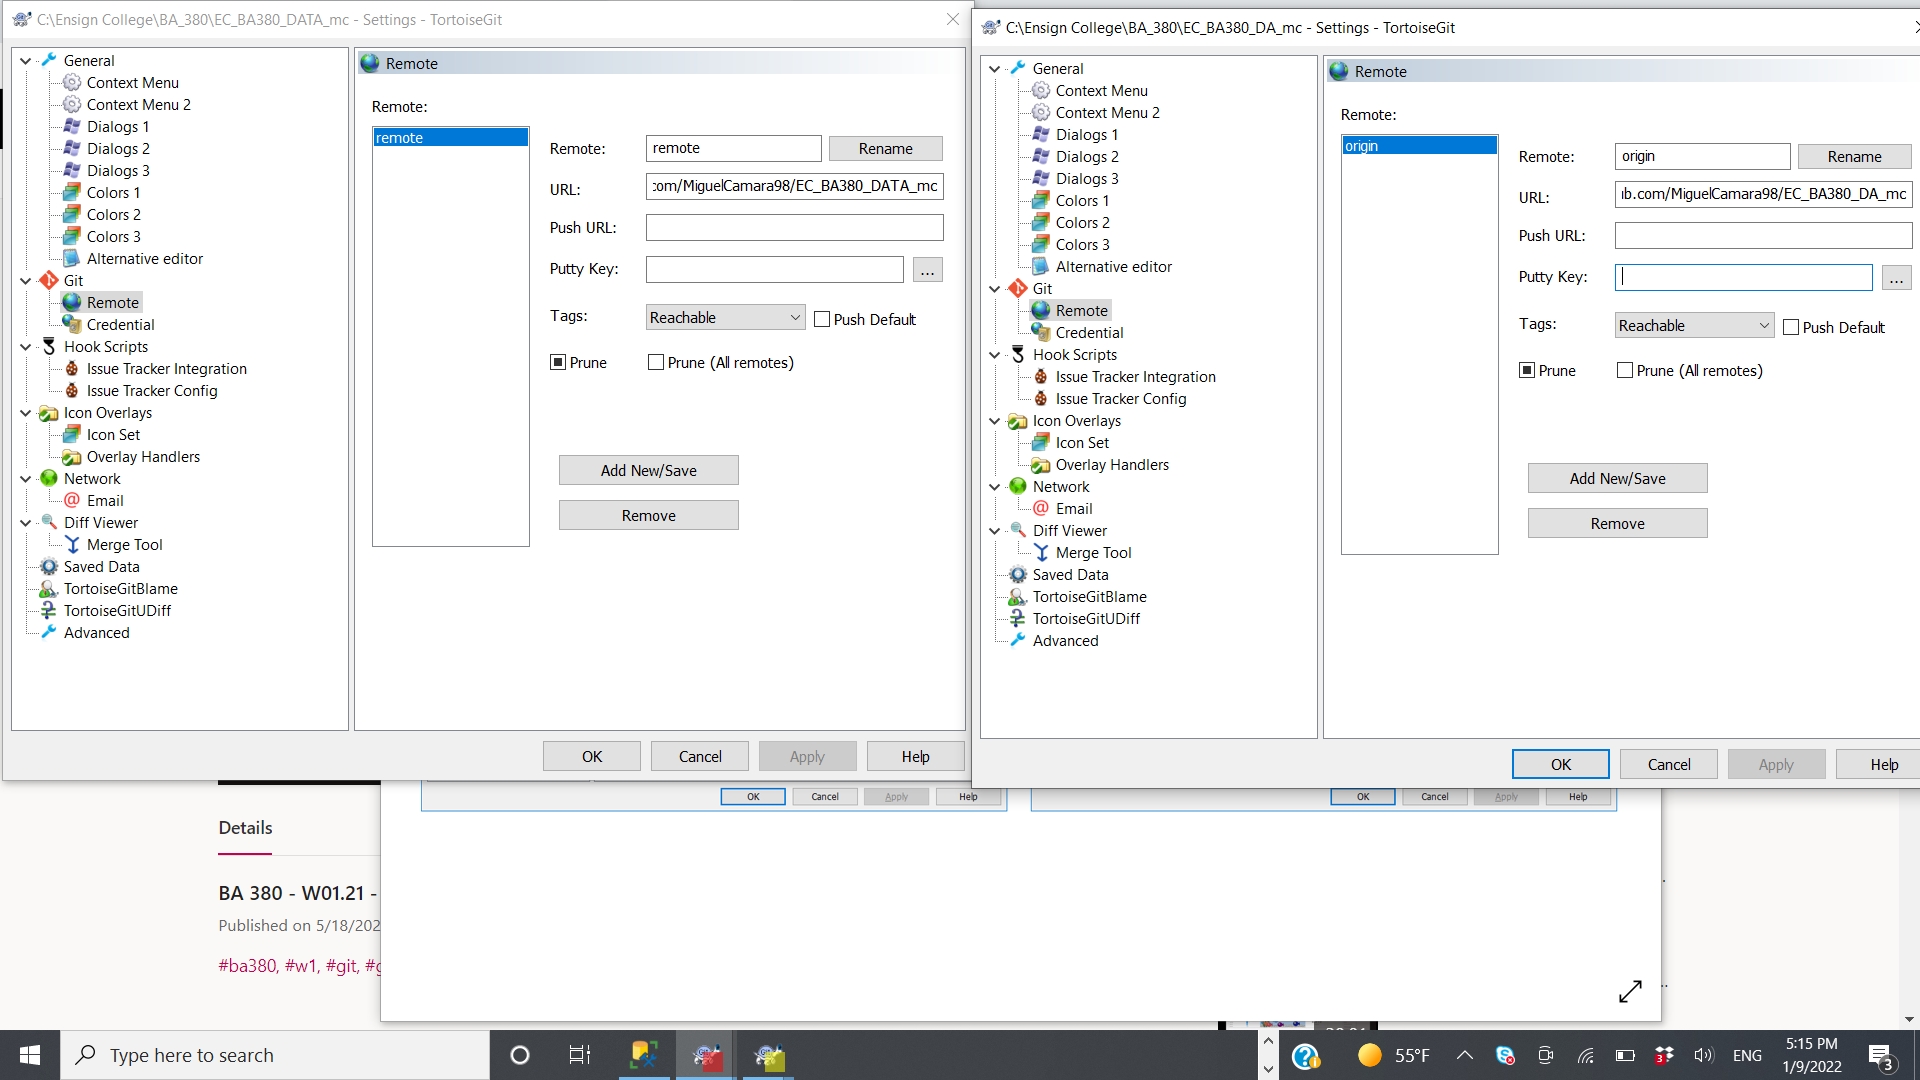 C:\Ensign College\BA_380\EC_BA380_DATA_mc - Settings - TortoiseGit
General
Context Menu
Context Menu 2
Dialogs 1
Dialogs 2
Dialogs 3
Colors 1
Colors 2
Colors 3
Alternative editor
Git
Remote
Credential
Hook Scripts
Issue Tracker Integration
Issue Tracker Config
Icon Overlays
Icon Set
Overlay Handlers
Network
Email
Diff Viewer
Merge Tool
Saved Data
TortoiseGitBlame
TortoiseGitUDiff
Advanced
Remote
Remote:
remote
Remote: remote Rename
URL: :om/MiguelCamara98/EC_BA380_DATA_mc
Push URL:
Putty Key: ...
Tags: Reachable Push Default
Prune Prune (All remotes)
Add New/Save
Remove
OK Cancel Apply Help
C:\Ensign College\BA_380\EC_BA380_DA_mc - Settings - TortoiseGit
General
Context Menu
Context Menu 2
Dialogs 1
Dialogs 2
Dialogs 3
Colors 1
Colors 2
Colors 3
Alternative editor
Git
Remote
Credential
Hook Scripts
Issue Tracker Integration
Issue Tracker Config
Icon Overlays
Icon Set
Overlay Handlers
Network
Email
Diff Viewer
Merge Tool
Saved Data
TortoiseGitBlame
TortoiseGitUDiff
Advanced
Remote
Remote:
origin
Remote: origin Rename
URL: ıb.com/MiguelCamara98/EC_BA380_DA_mc
Push URL:
Putty Key: ...
Tags: Reachable Push Default
Prune Prune (All remotes)
Add New/Save
Remove
OK Cancel Apply Help
OK Cancel Apply Help OK Cancel Apply Help
Details
BA 380 - W01.21 -
Published on 5/18/202
#ba380, #w1, #git, #g
Type here to search
55°F
3
ENG
5:15 PM
1/9/2022
3